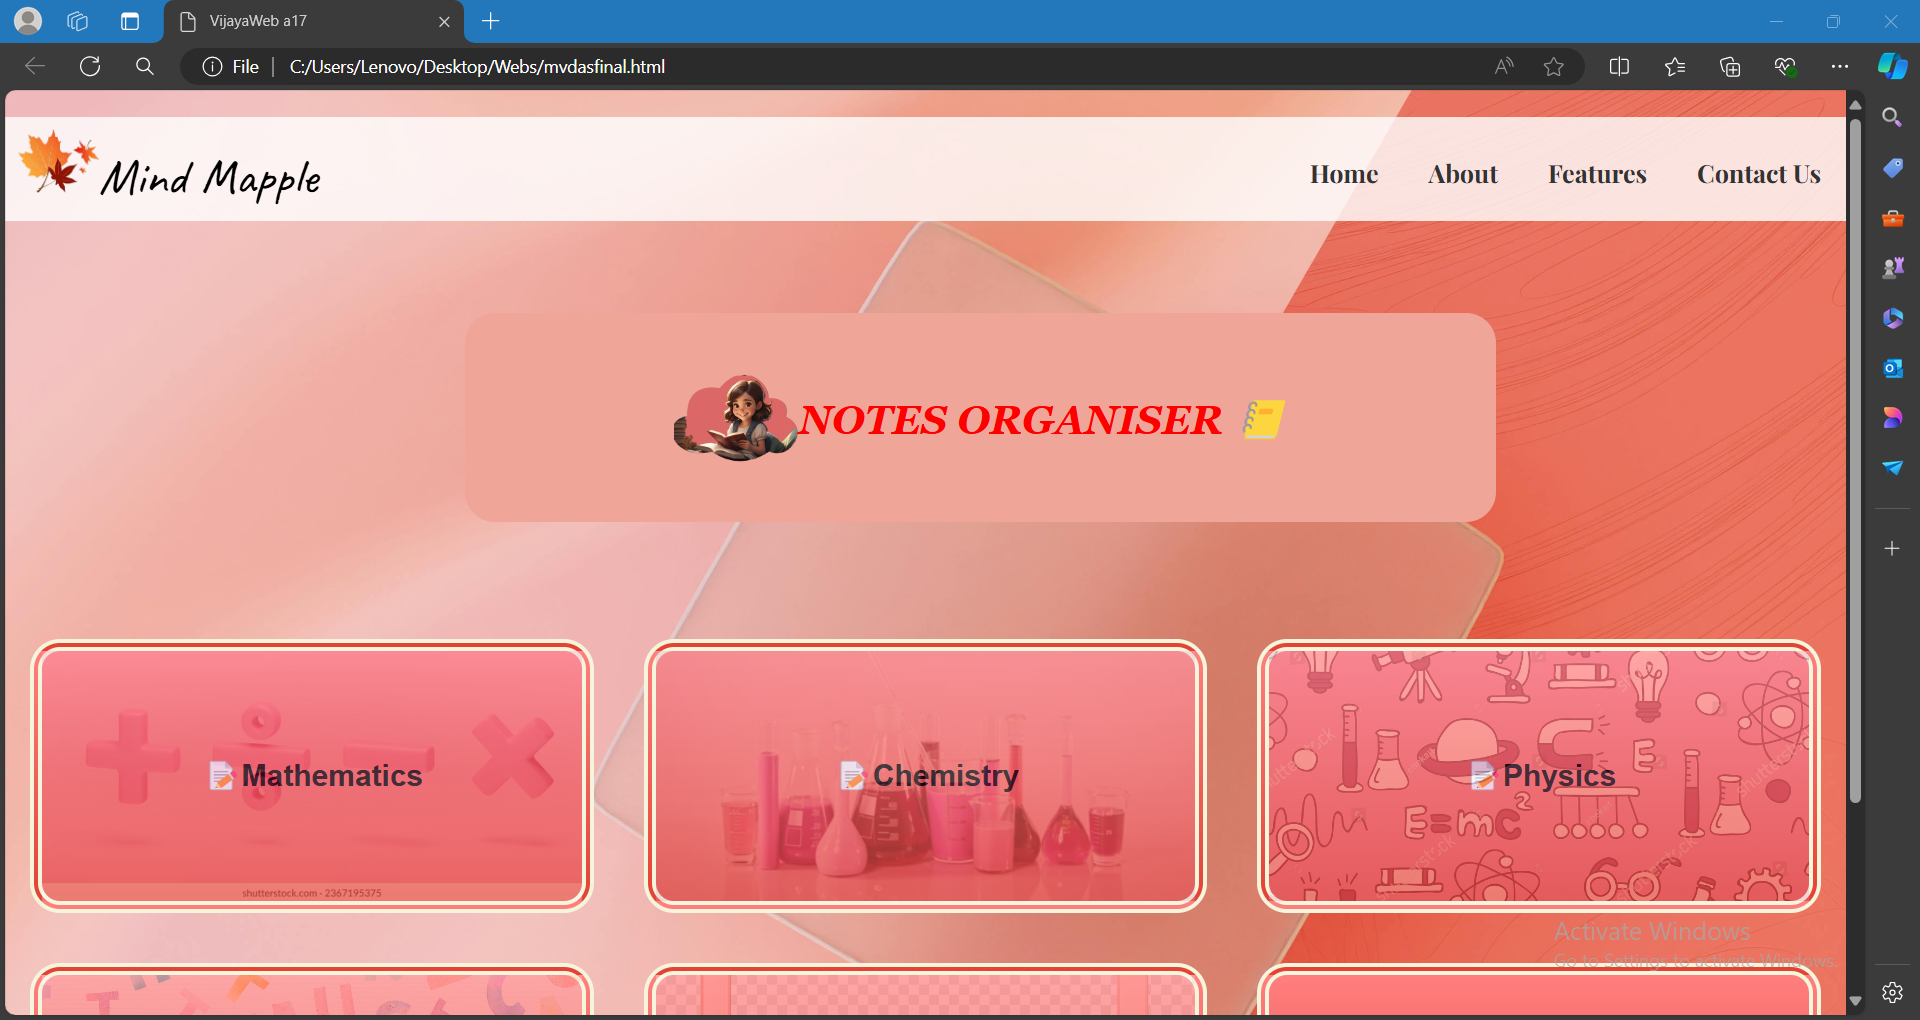 VijayaWeb a17
File
C:/Users/Lenovo/Desktop/Webs/mvdasfinal.html
Mind Mapple
Home About Features Contact Us
NOTES ORGANISER
Mathematics
Chemistry
Physics
E=mc²
E
shutterstock.com · 2367195375
Activate Windows
Go to Settings to activate Windows.